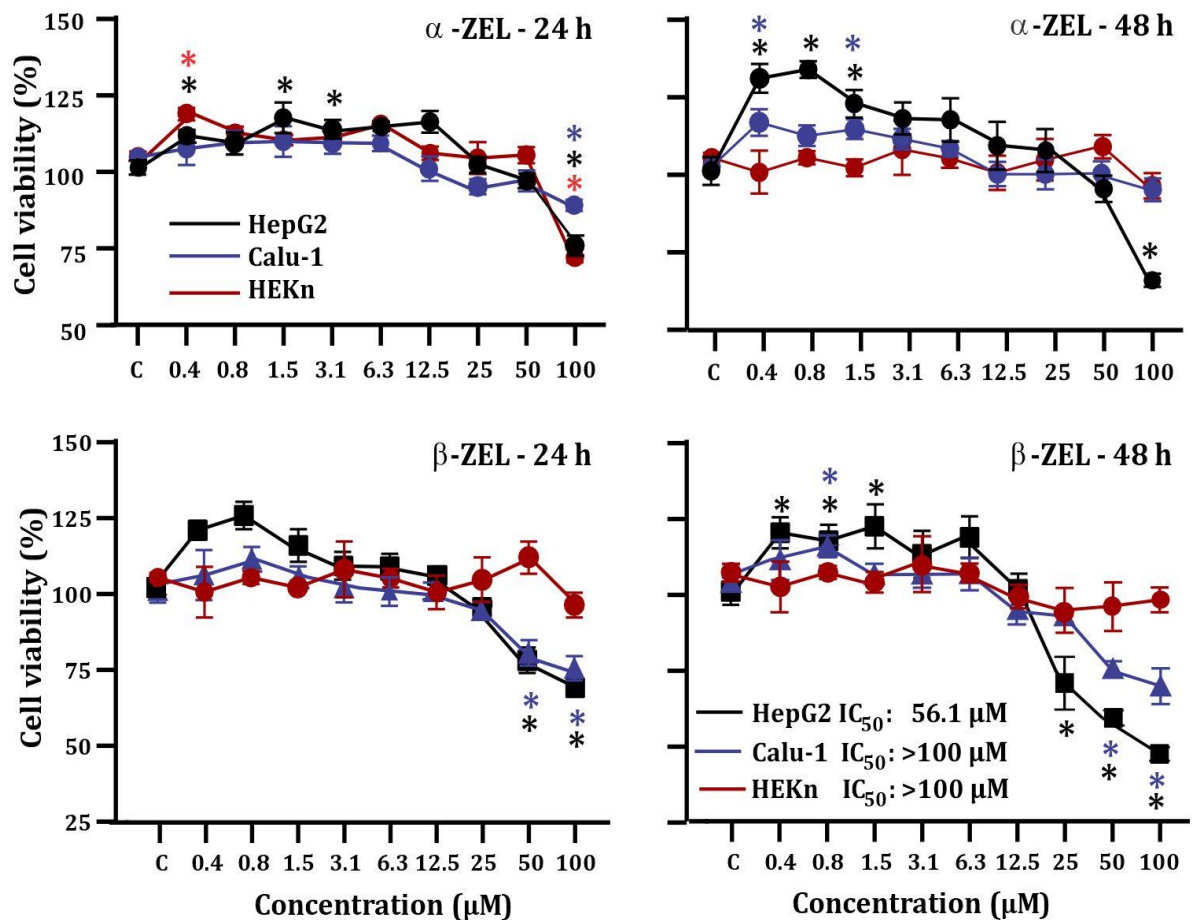 α -ZEL - 24 h
Cell viability (%)
150
125
100
75
50
*
*
*
*
*
*
*
HepG2
Calu-1
HEKn
C 0.4 0.8 1.5 3.1 6.3 12.5 25 50 100
α-ZEL - 48 h
*
*
*
*
*
*
C 0.4 0.8 1.5 3.1 6.3 12.5 25 50 100
β-ZEL - 24 h
Cell viability (%)
150
125
100
75
50
25
*
*
*
*
C 0.4 0.8 1.5 3.1 6.3 12.5 25 50 100
Concentration (µM)
β-ZEL - 48 h
*
*
*
*
HepG2 IC50: 56.1 µM
Calu-1 IC50: >100 µM
HEKn IC50: >100 µM
*
*
*
*
*
C 0.4 0.8 1.5 3.1 6.3 12.5 25 50 100
Concentration (µM)